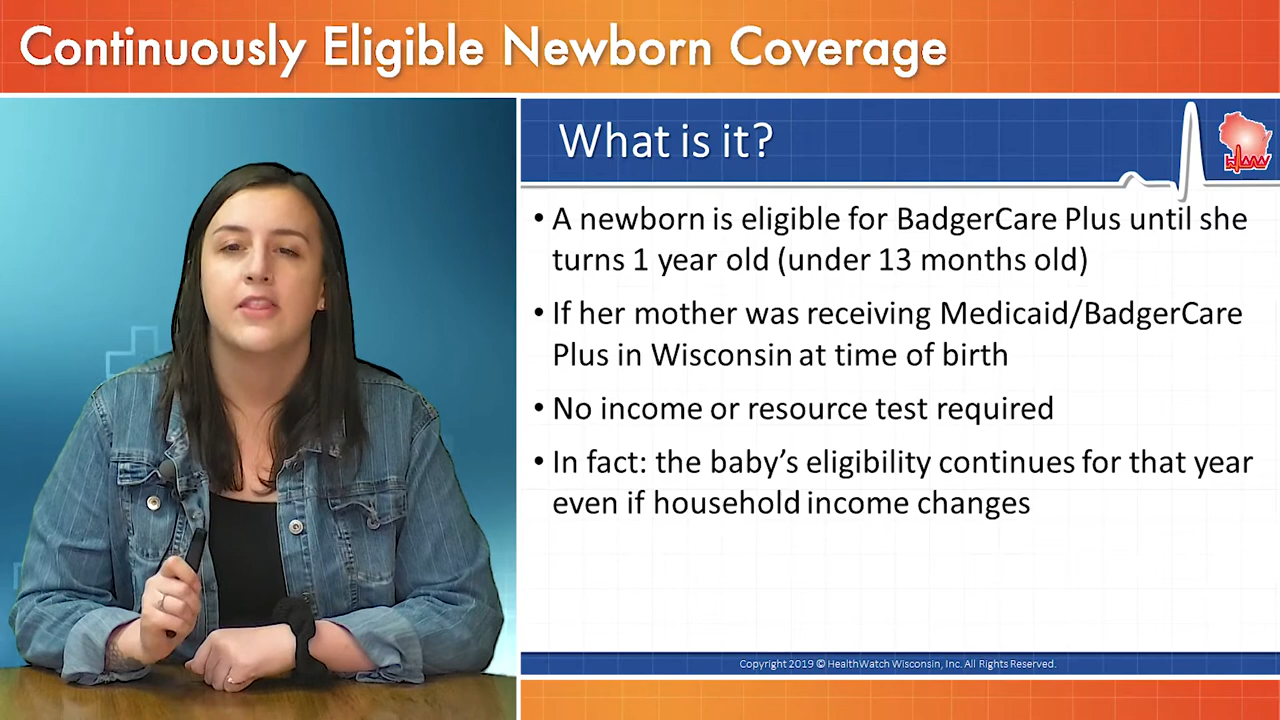 Continuously Eligible Newborn Coverage
What is it?
• A newborn is eligible for BadgerCare Plus until she
turns 1 year old (under 13 months old)
• If her mother was receiving Medicaid/BadgerCare
Plus in Wisconsin at time of birth
• No income or resource test required
• In fact: the baby’s eligibility continues for that year
even if household income changes
Copyright 2019 © HealthWatch Wisconsin, Inc. All Rights Reserved.